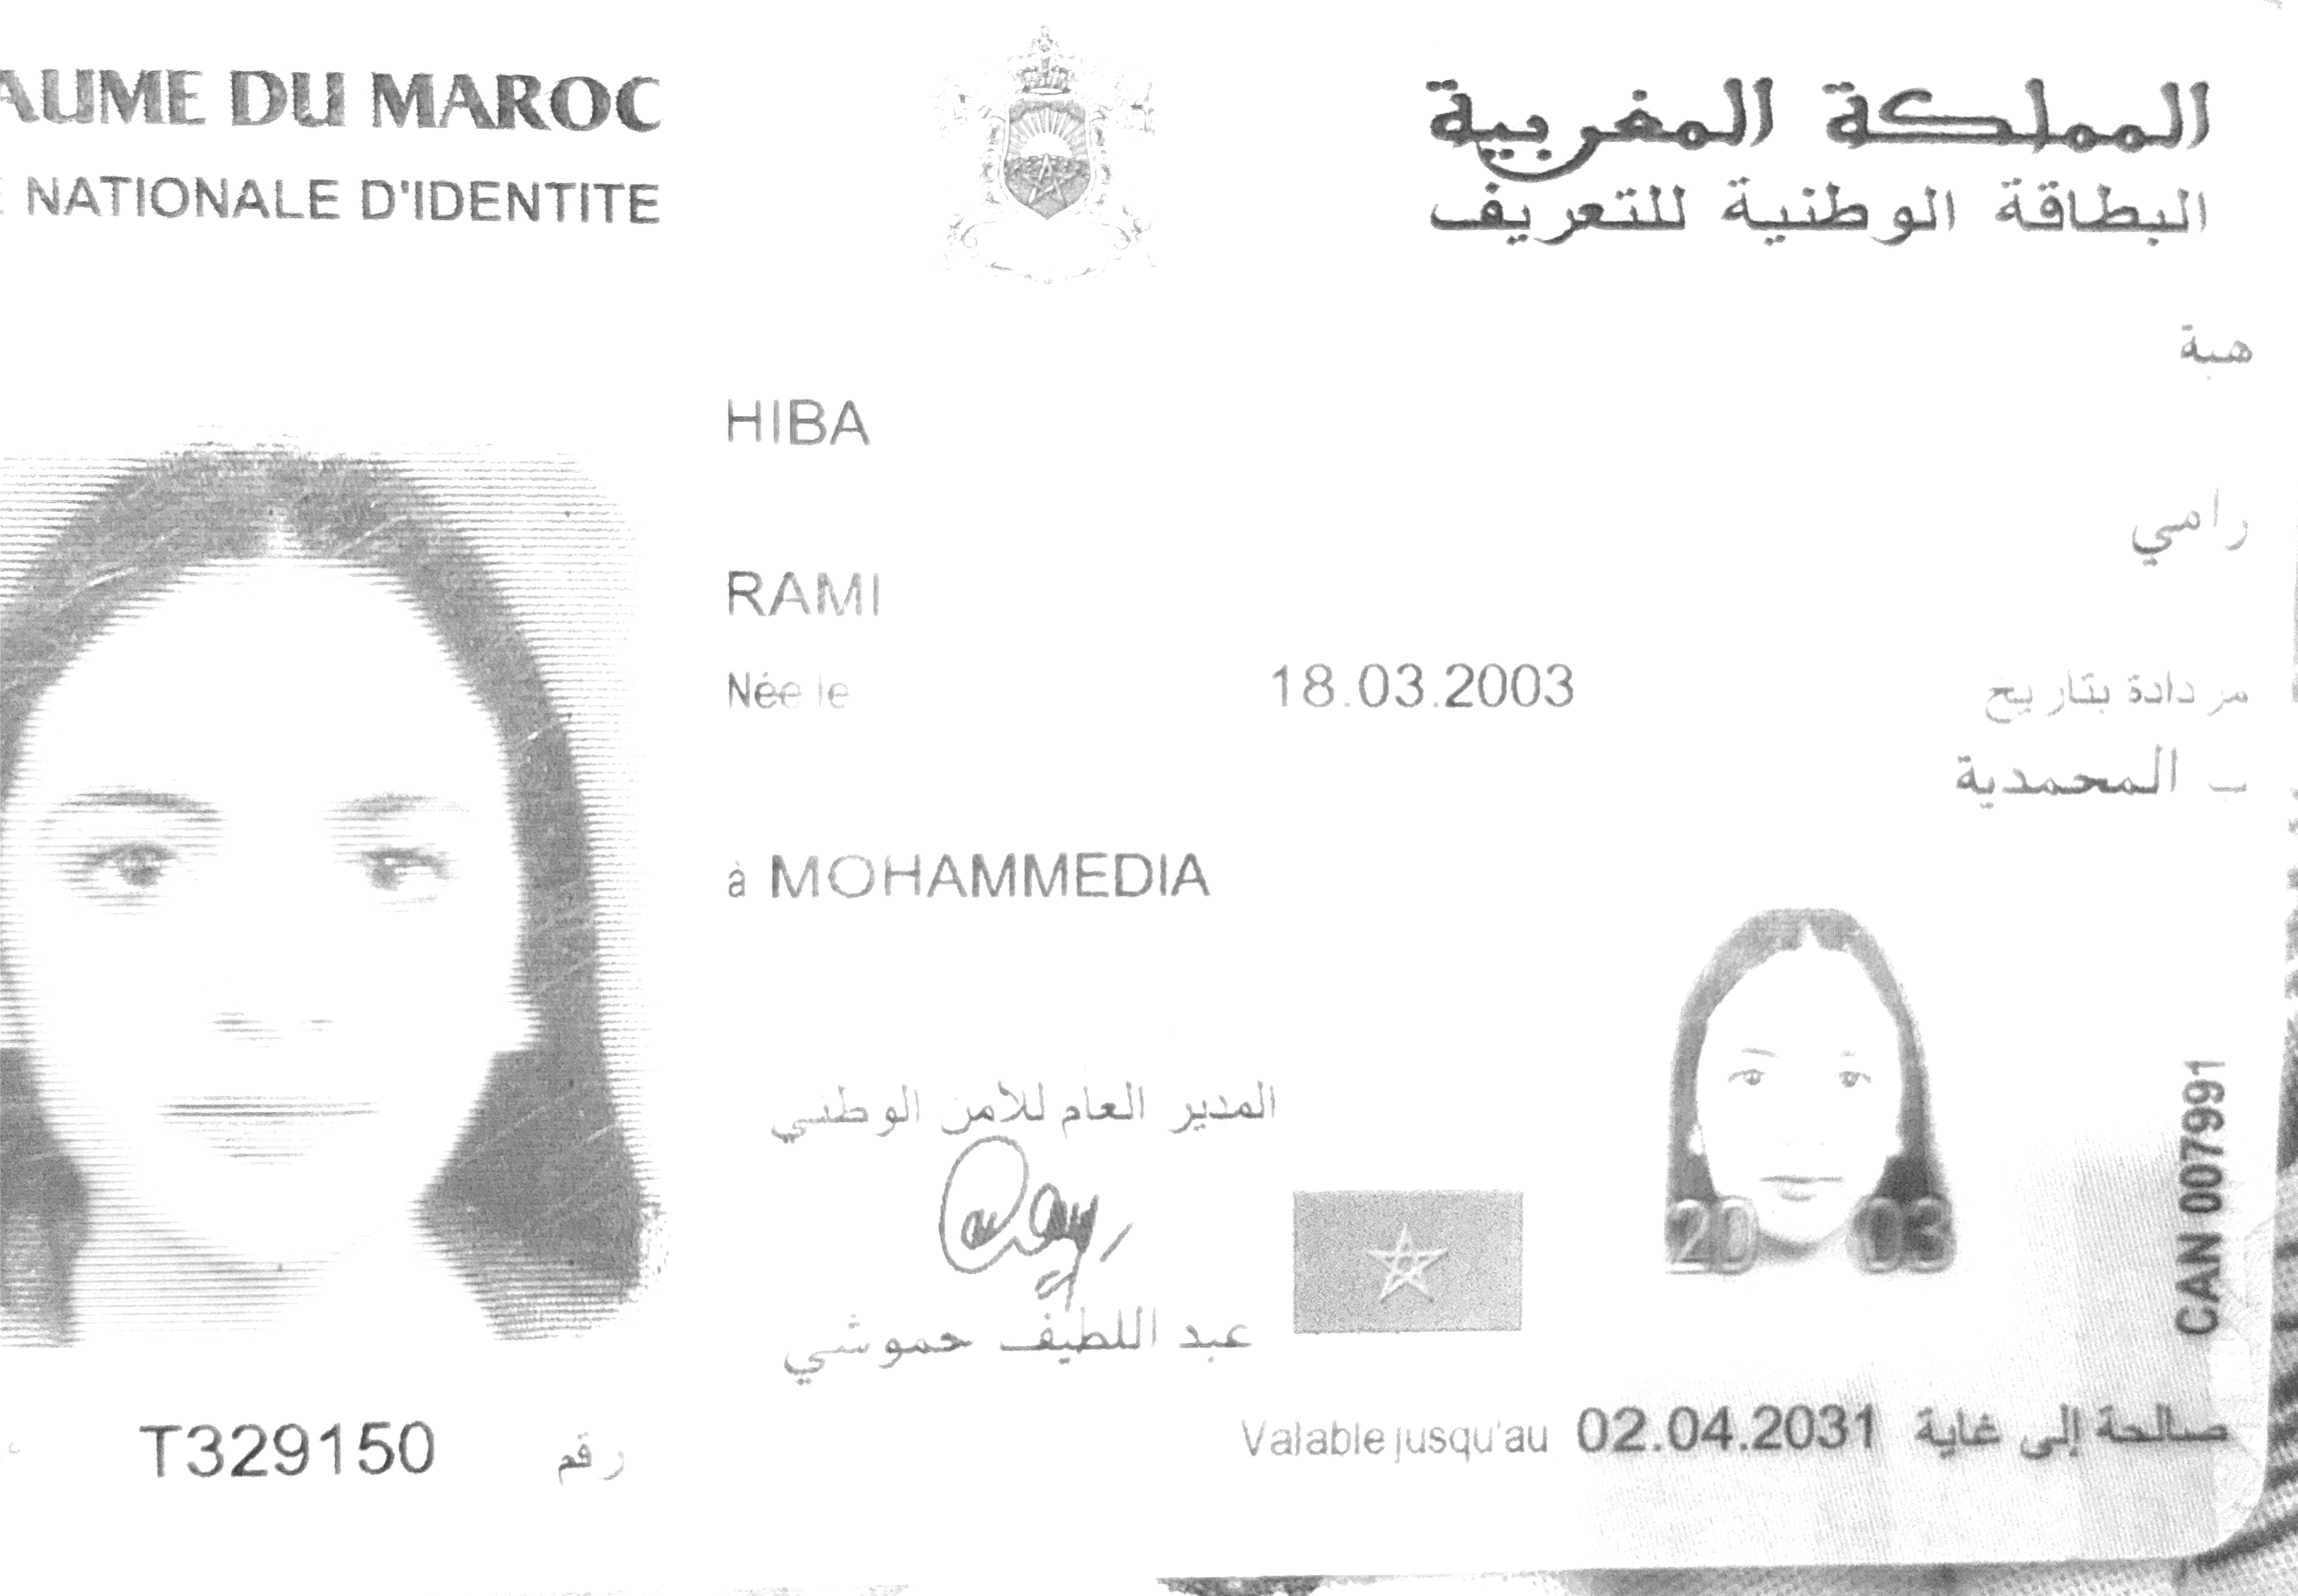 AUME DU MAROC
المملكة المغربية
NATIONALE D'IDENTITE
البطاقة الوطنية للتعريف
هبة
HIBA
رامي
RAMI
Née le 18.03.2003 مزدادة بتاريخ
ب المحمدية
à MOHAMMEDIA
المدير العام للأمن الوطني
20 03
عبد اللطيف حموشي
CAN 007991
T329150 رقم
Valable jusqu'au 02.04.2031 صالحة إلى غاية